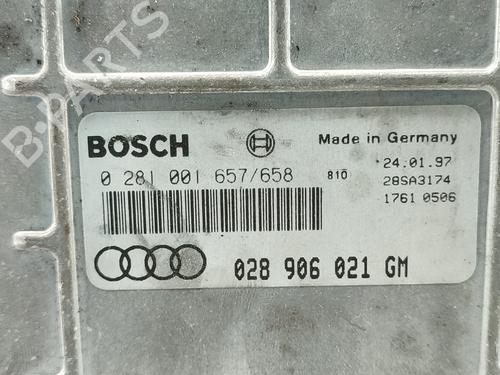 B-PARTS
BOSCH
Made in Germany
0 281 001 657/658 810
24.01.97
28SA3174
1761 0506
028 906 021 GM